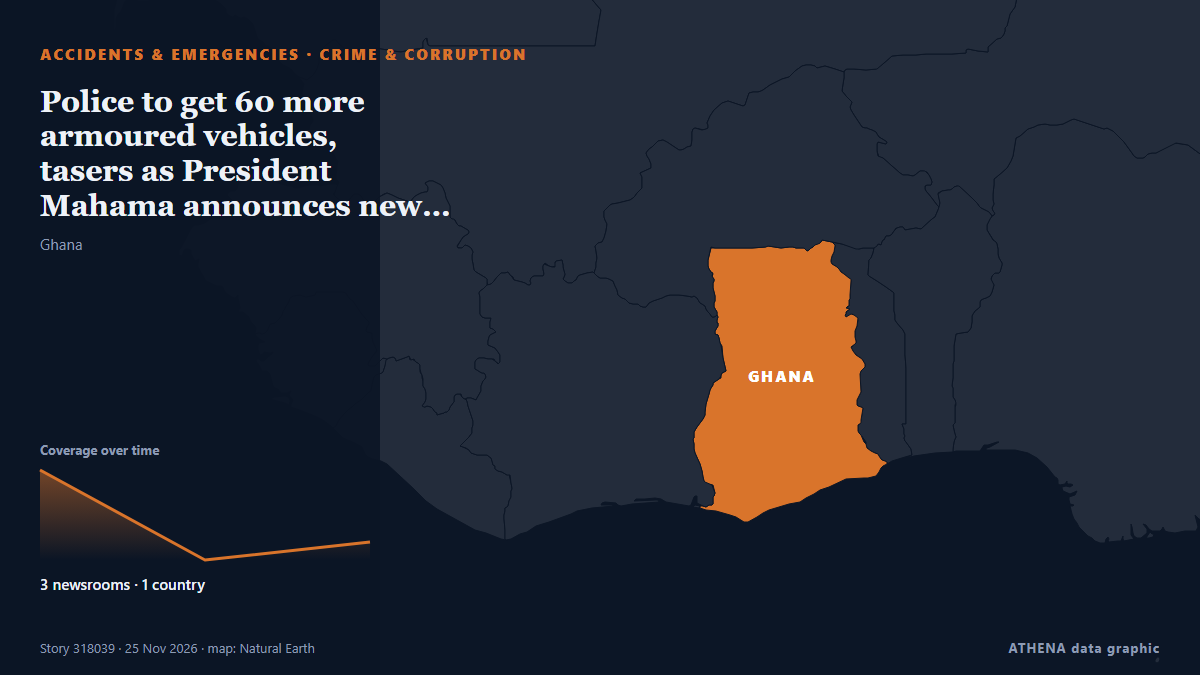 ACCIDENTS & EMERGENCIES · CRIME & CORRUPTION
Police to get 60 more
armoured vehicles,
tasers as President
Mahama announces new...
Ghana
GHANA
Coverage over time
3 newsrooms · 1 country
Story 318039 · 25 Nov 2026 · map: Natural Earth
ATHENA data graphic